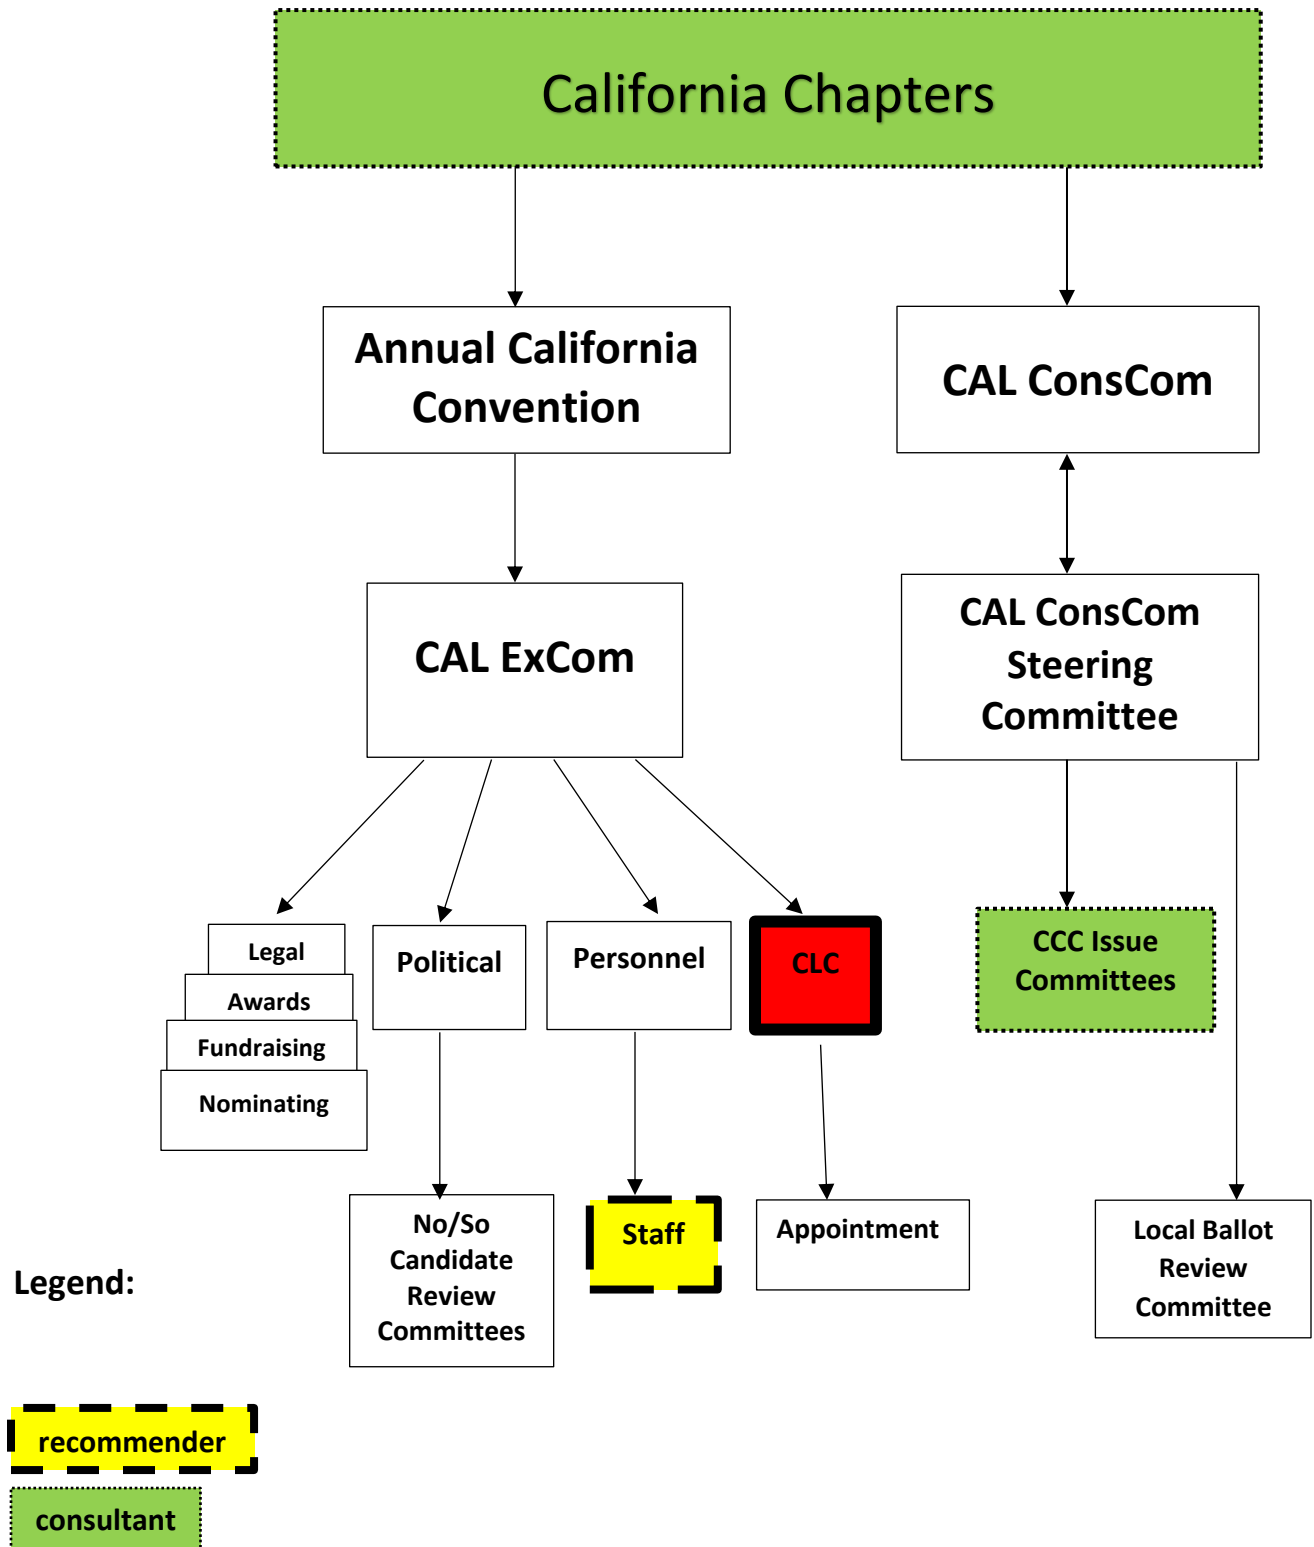 California Chapters
Annual California
Convention
CAL ConsCom
CAL ExCom
CAL ConsCom
Steering
Committee
Legal
Awards
Fundraising
Nominating
Political
Personnel
CLC
CCC Issue
Committees
No/So
Candidate
Review
Committees
Staff
Appointment
Local Ballot
Review
Committee
Legend:
recommender
consultant